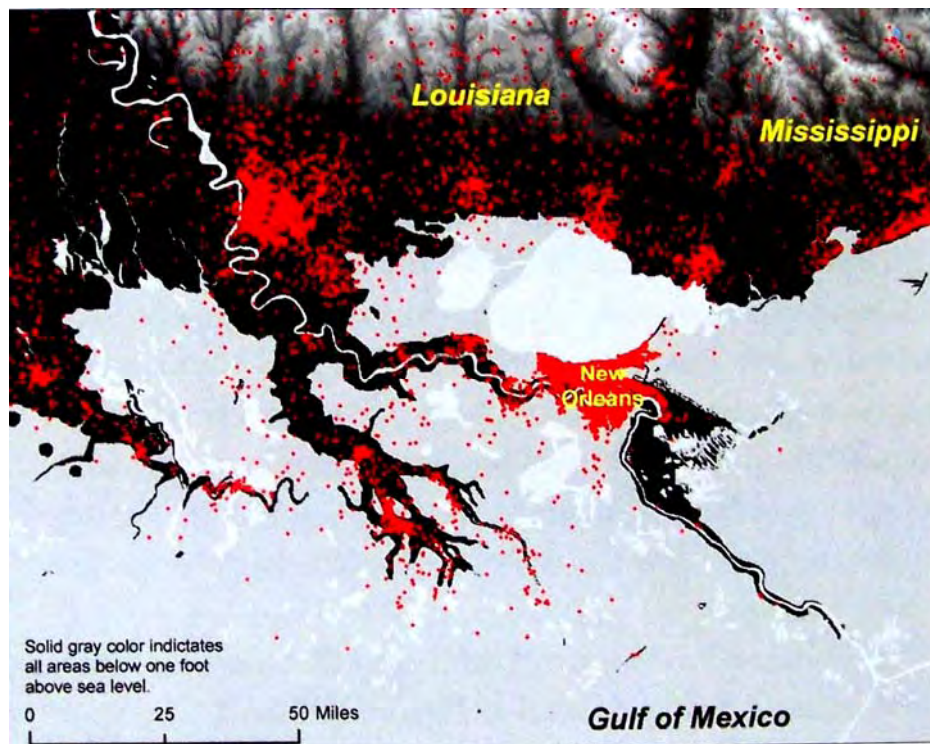 Louisiana
Mississippi
New
Orleans
Solid gray color indictates
all areas below one foot
above sea level.
0 25 50 Miles
Gulf of Mexico